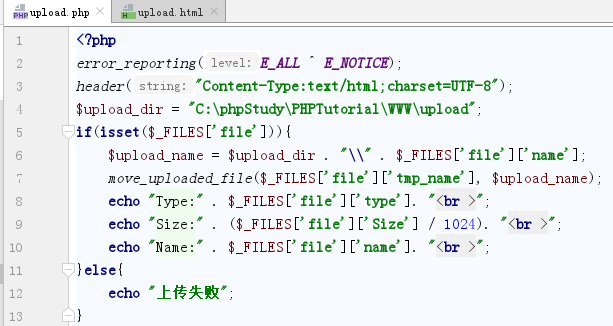 upload.php × upload.html ×
1 <?php
2 error_reporting( level: E_ALL ^ E_NOTICE);
3 header( string: "Content-Type:text/html;charset=UTF-8");
4 $upload_dir = "C:\phpStudy\PHPTutorial\WWW\upload";
5 if(isset($_FILES['file'])){
6 $upload_name = $upload_dir . "\\" . $_FILES['file']['name'];
7 move_uploaded_file($_FILES['file']['tmp_name'], $upload_name);
8 echo "Type:" . $_FILES['file']['type']. "<br >";
9 echo "Size:" . ($_FILES['file']['Size'] / 1024). "<br >";
10 echo "Name:" . $_FILES['file']['name']. "<br >";
11 }else{
12 echo "上传失败";
13 }